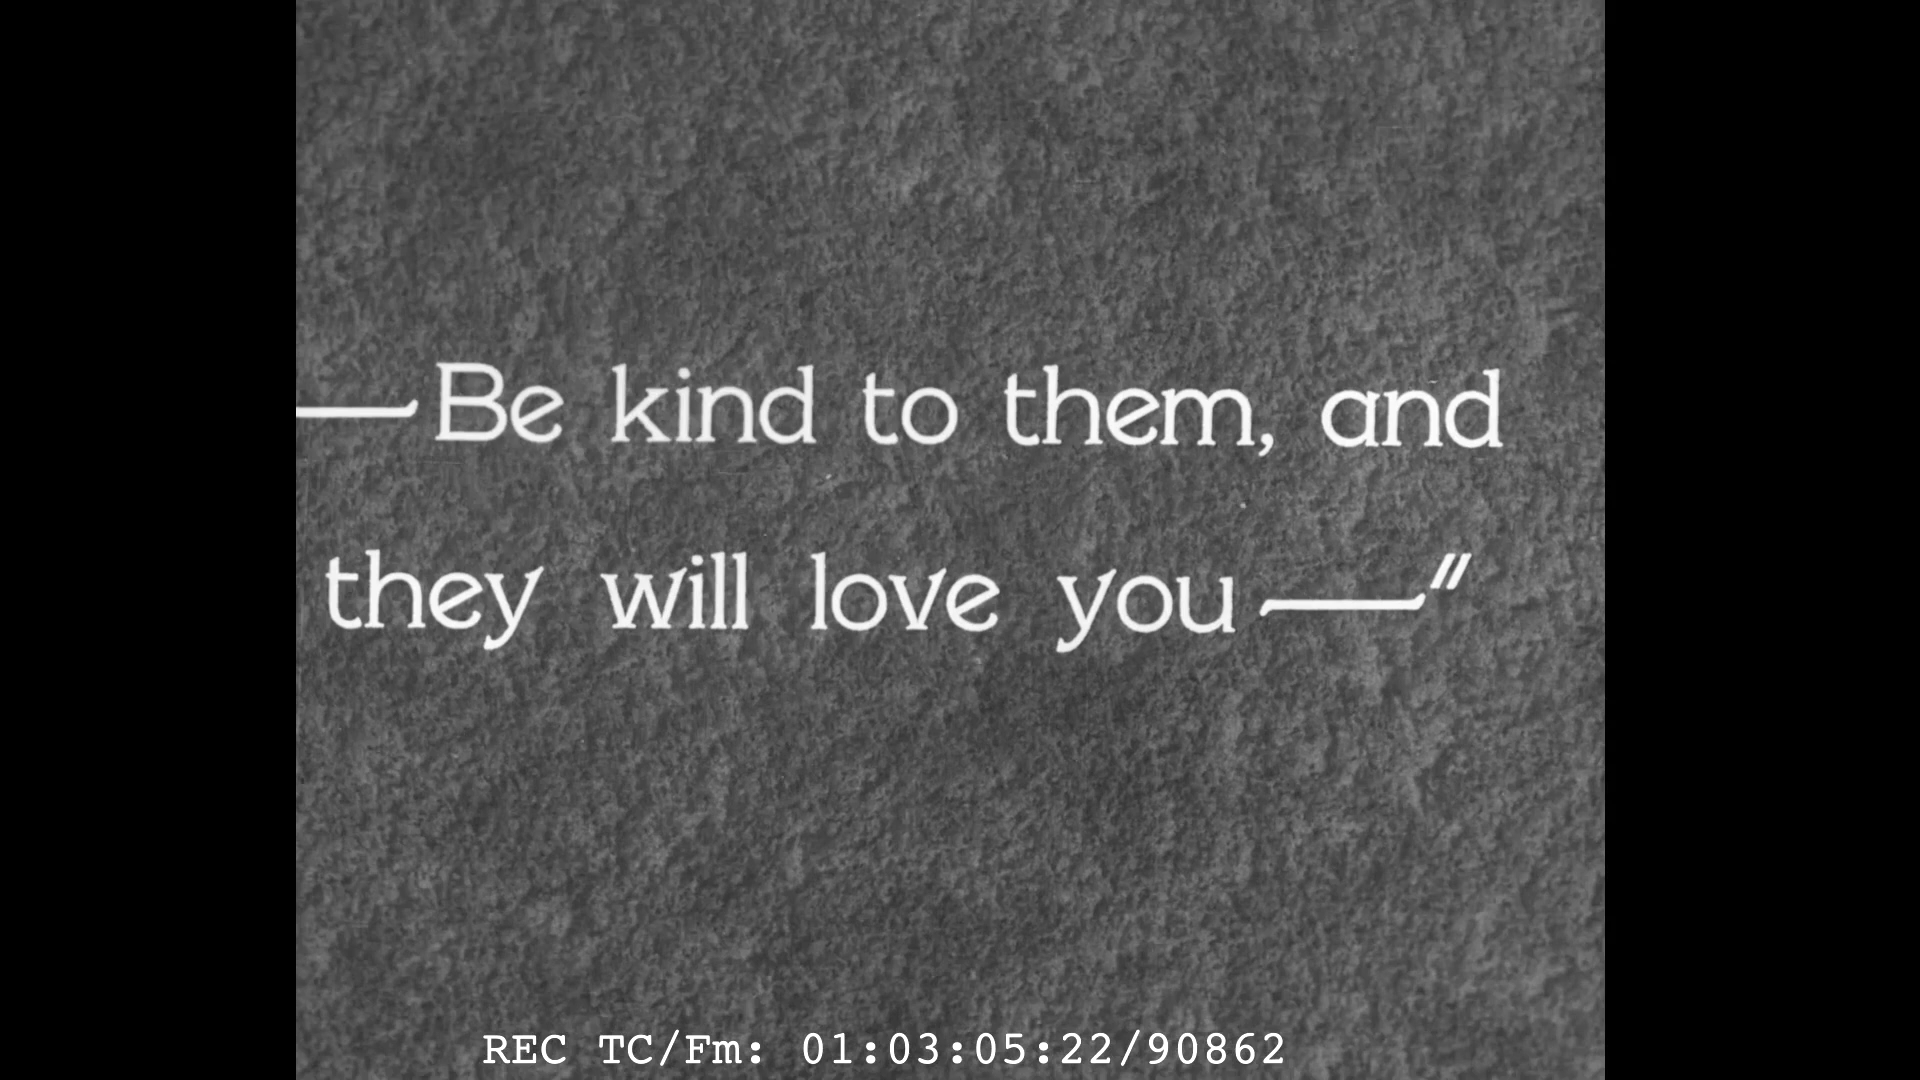 —Be kind to them, and
they will love you—"
REC TC/Fm: 01:03:05:22/90862